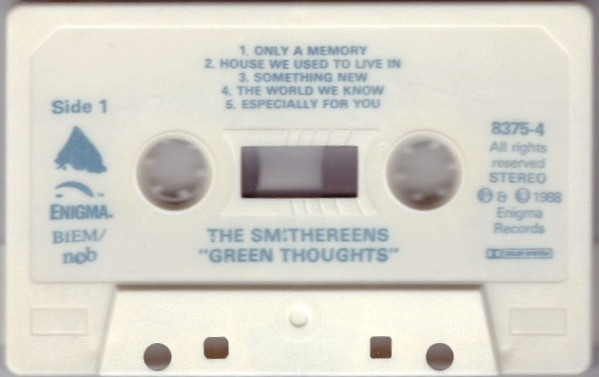 1. ONLY A MEMORY
2. HOUSE WE USED TO LIVE IN
3. SOMETHING NEW
4. THE WORLD WE KNOW
5. ESPECIALLY FOR YOU
Side 1
ENIGMA.
BIEM/
ncb
8375-4
All rights
reserved
STEREO
℗ & © 1988
Enigma
Records
DOLBY SYSTEM
THE SMITHEREENS
"GREEN THOUGHTS"